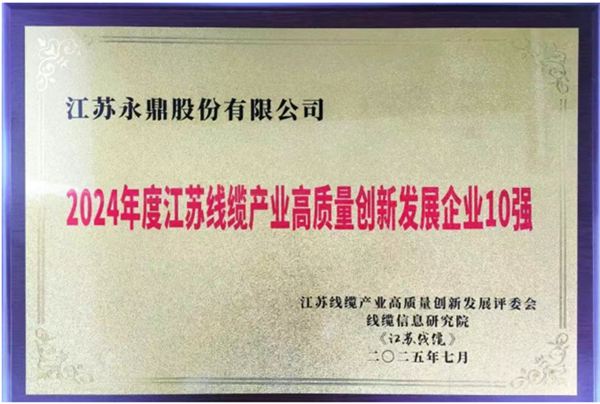 江苏永鼎股份有限公司
2024年度江苏线缆产业高质量创新发展企业10强
江苏线缆产业高质量创新发展评委会
线缆信息研究院
《江苏线缆》
二〇二五年七月